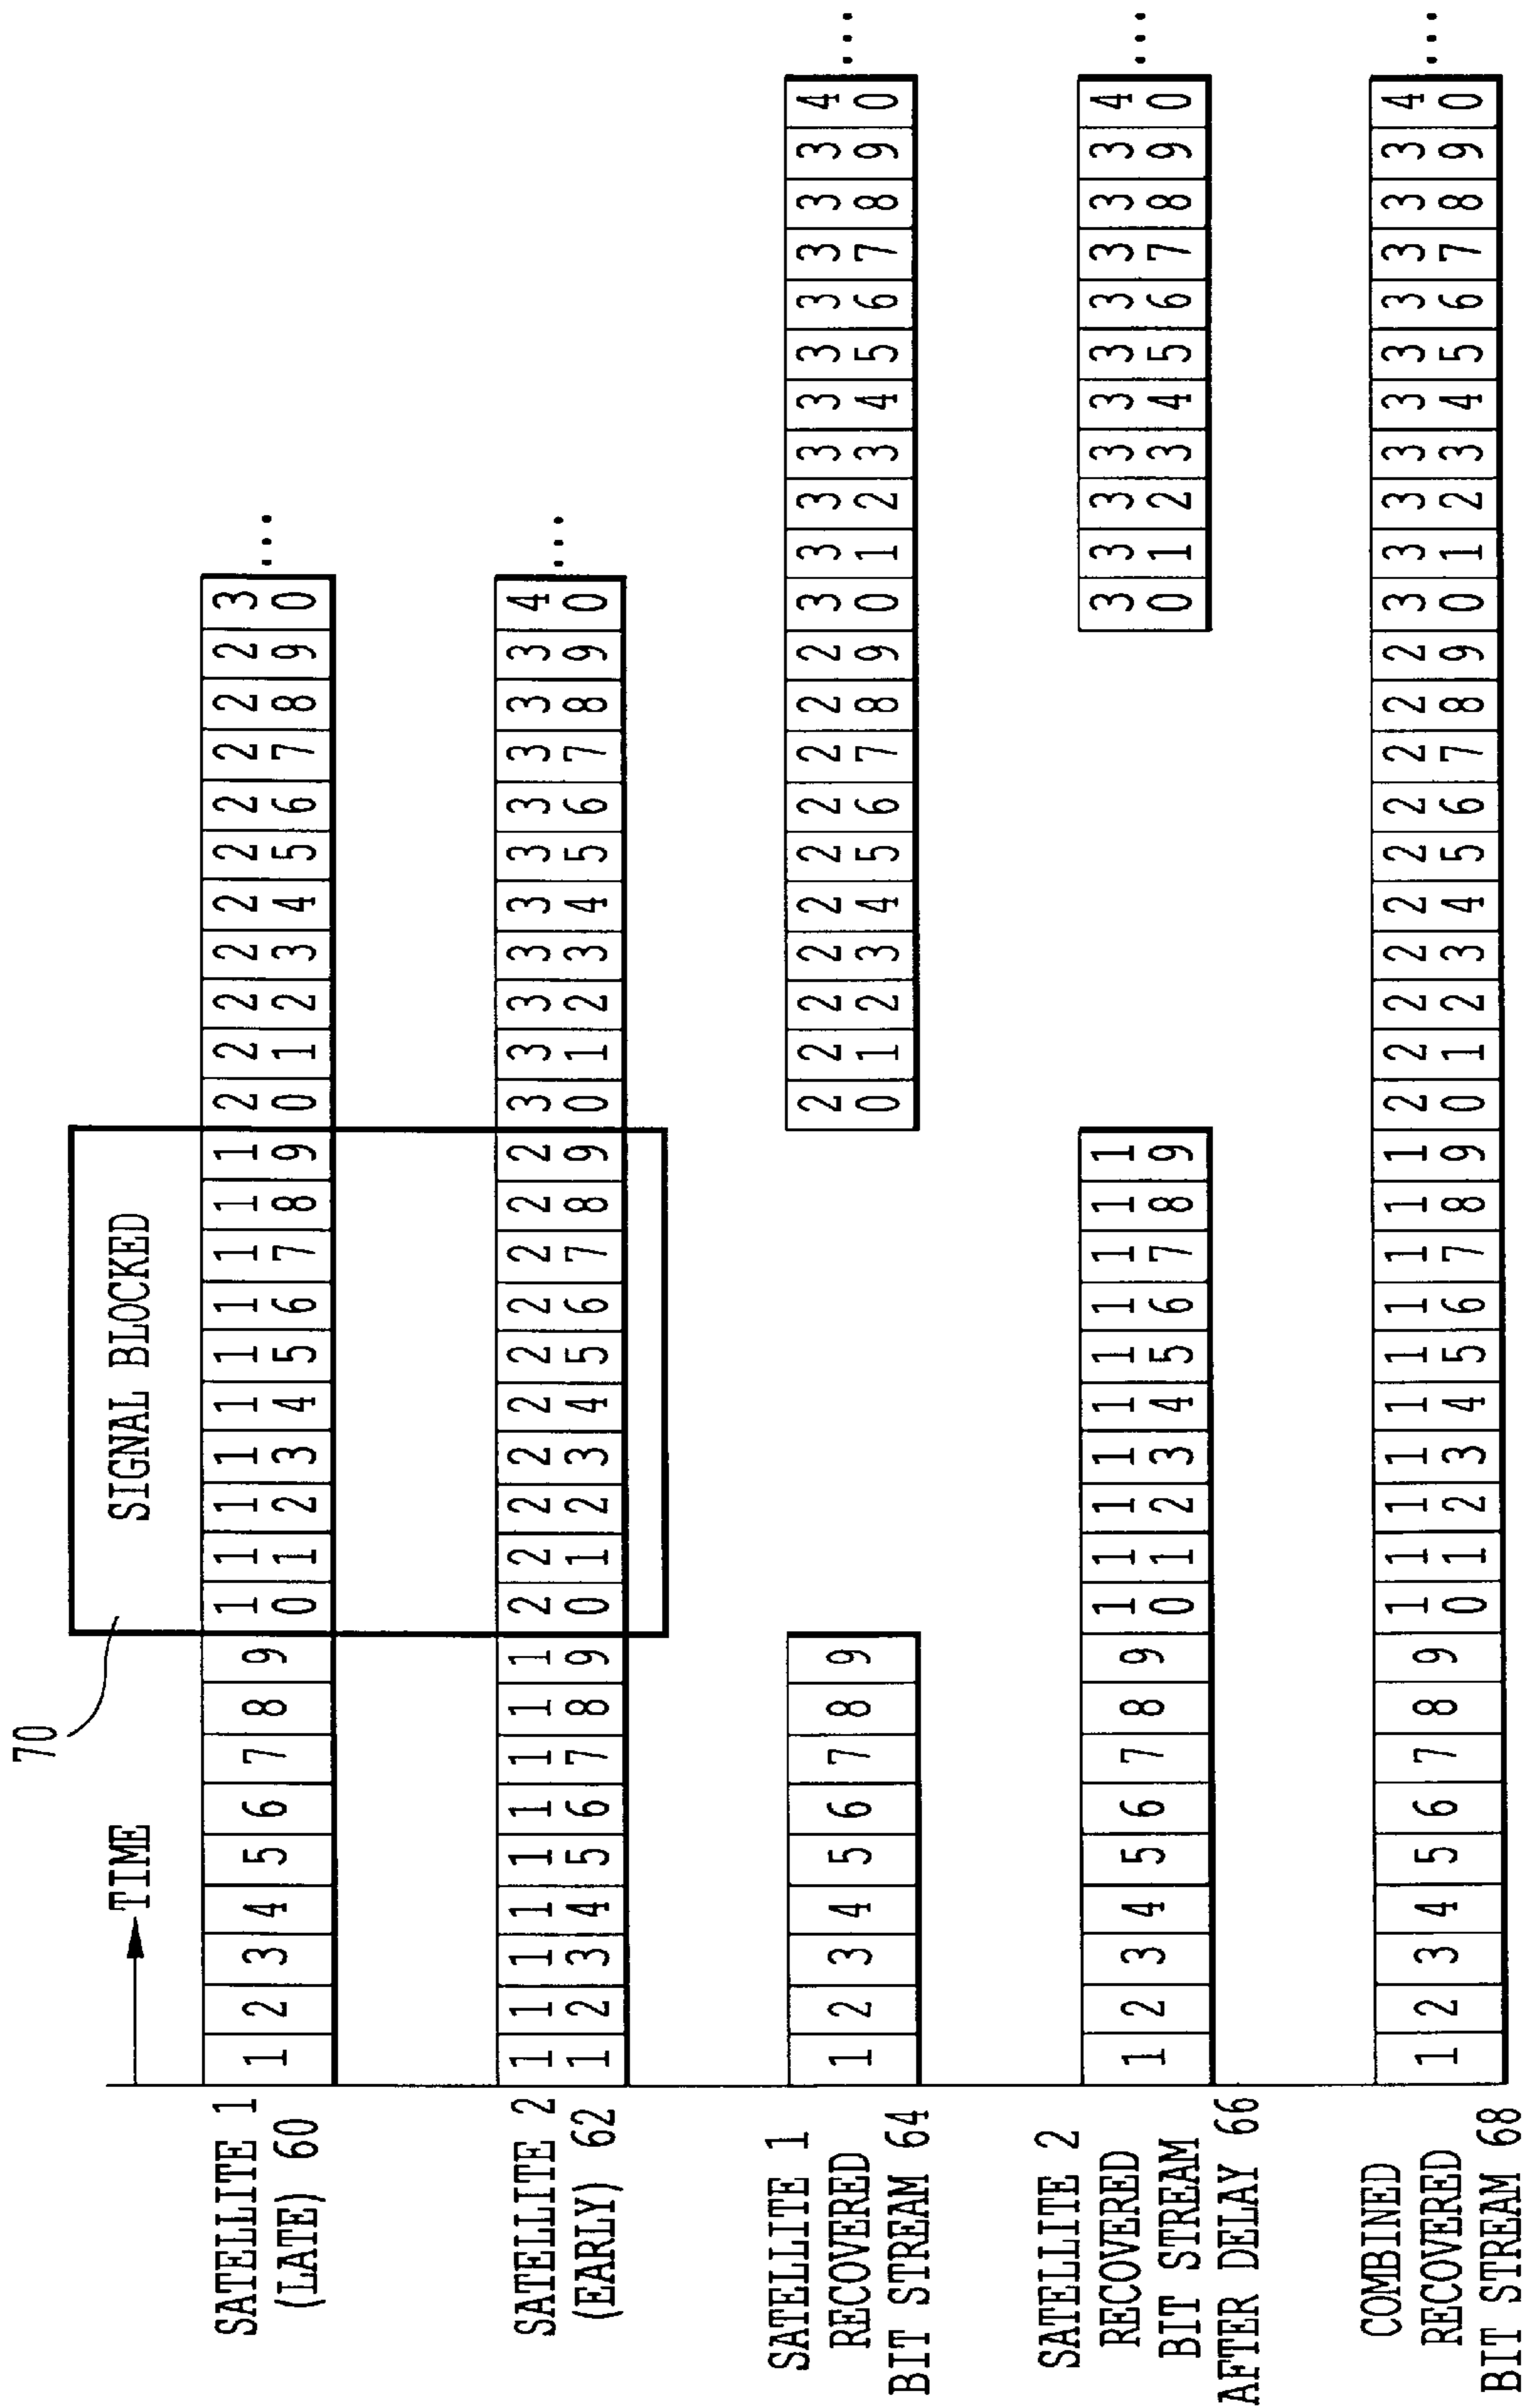 70
TIME
SIGNAL BLOCKED
SATELLITE 1
(LATE) 60
1 2 3 4 5 6 7 8 9 10 11 12 13 14 15 16 17 18 19 20 21 22 23 24 25 26 27 28 29 30 ...
SATELLITE 2
(EARLY) 62
11 12 13 14 15 16 17 18 19 20 21 22 23 24 25 26 27 28 29 30 31 32 33 34 35 36 37 38 39 40 ...
SATELLITE 1
RECOVERED
BIT STREAM 64
1 2 3 4 5 6 7 8 9 20 21 22 23 24 25 26 27 28 29 30 31 32 33 34 35 36 37 38 39 40 ...
SATELLITE 2
RECOVERED
BIT STREAM
AFTER DELAY 66
1 2 3 4 5 6 7 8 9 10 11 12 13 14 15 16 17 18 19 30 31 32 33 34 35 36 37 38 39 40 ...
COMBINED
RECOVERED
BIT STREAM 68
1 2 3 4 5 6 7 8 9 10 11 12 13 14 15 16 17 18 19 20 21 22 23 24 25 26 27 28 29 30 31 32 33 34 35 36 37 38 39 40 ...